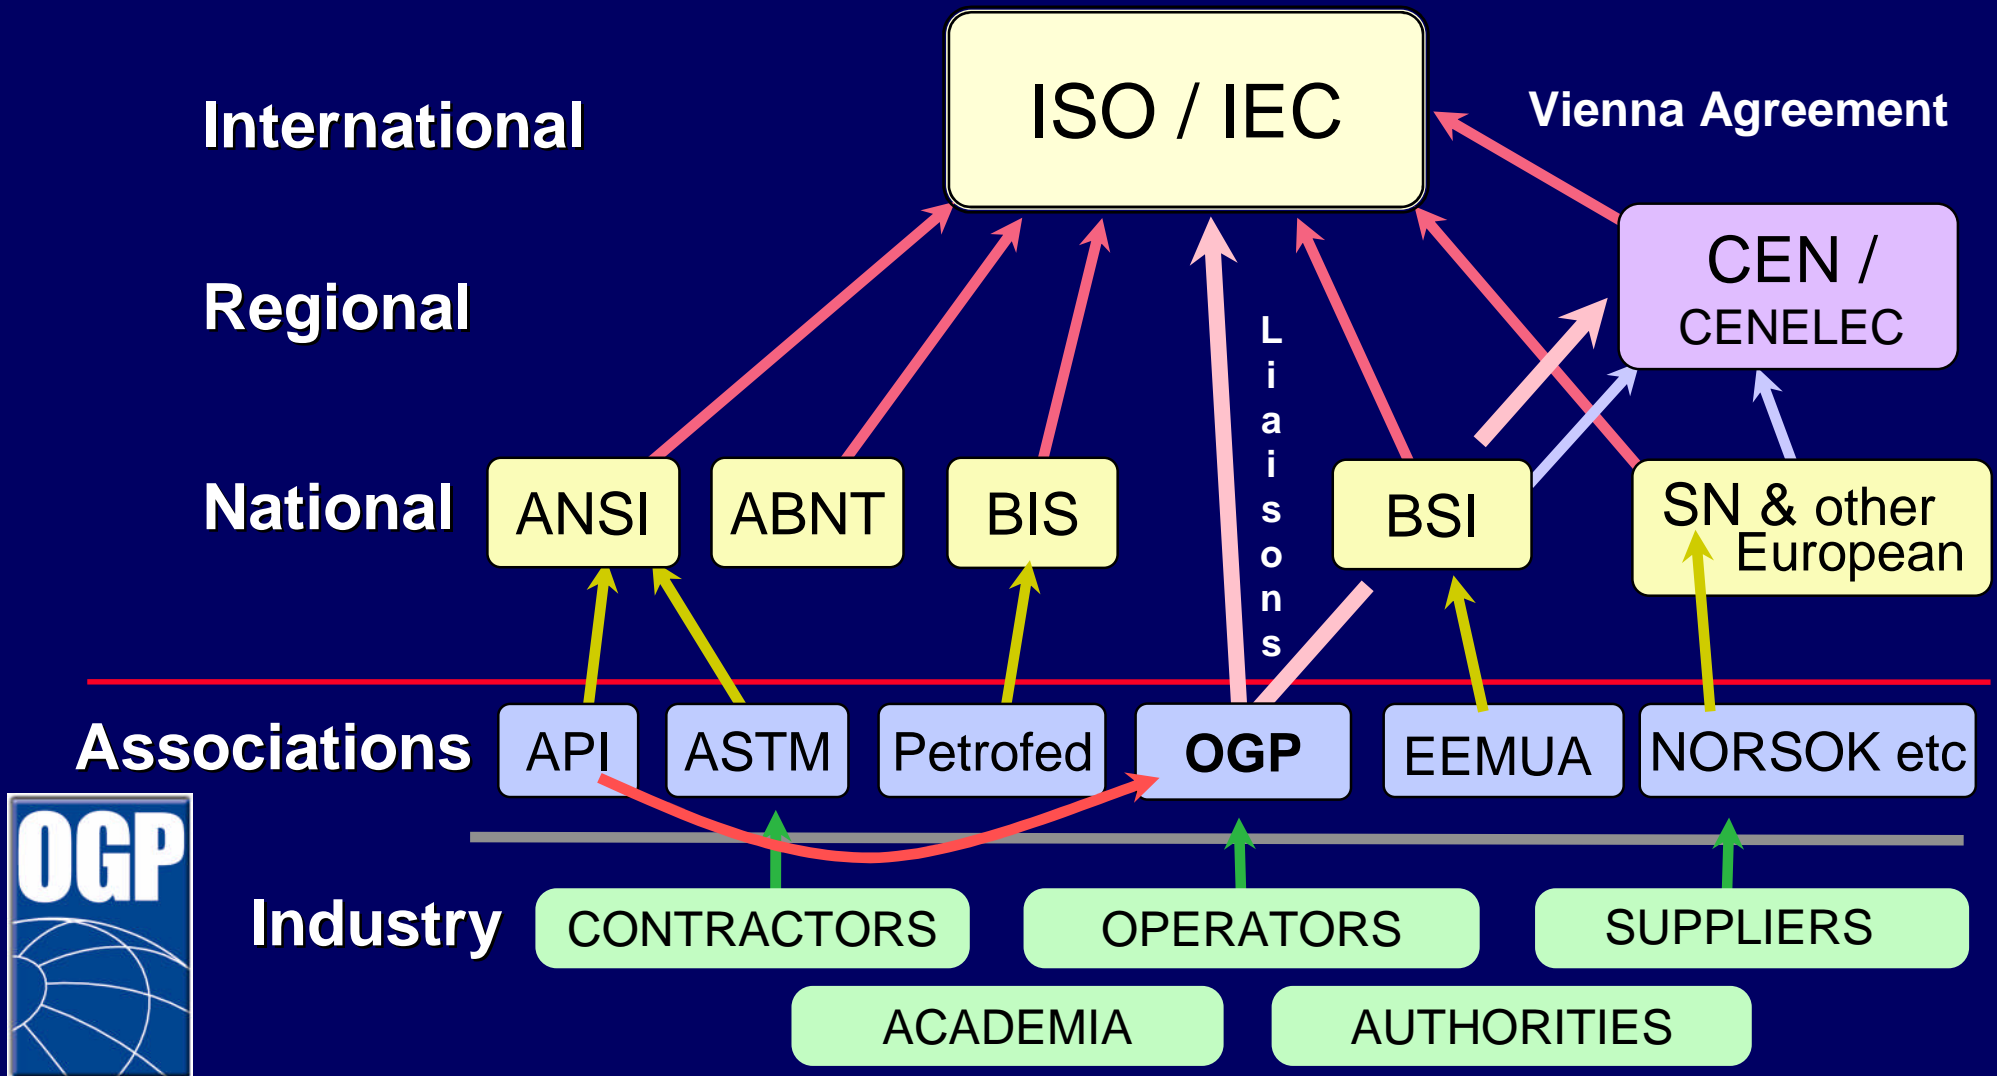 International
ISO / IEC
Vienna Agreement
Regional
CEN /
CENELEC
Liaisons
National
ANSI
ABNT
BIS
BSI
SN & other
European
Associations
API
ASTM
Petrofed
OGP
EEMUA
NORSOK etc
OGP
Industry
CONTRACTORS
OPERATORS
SUPPLIERS
ACADEMIA
AUTHORITIES